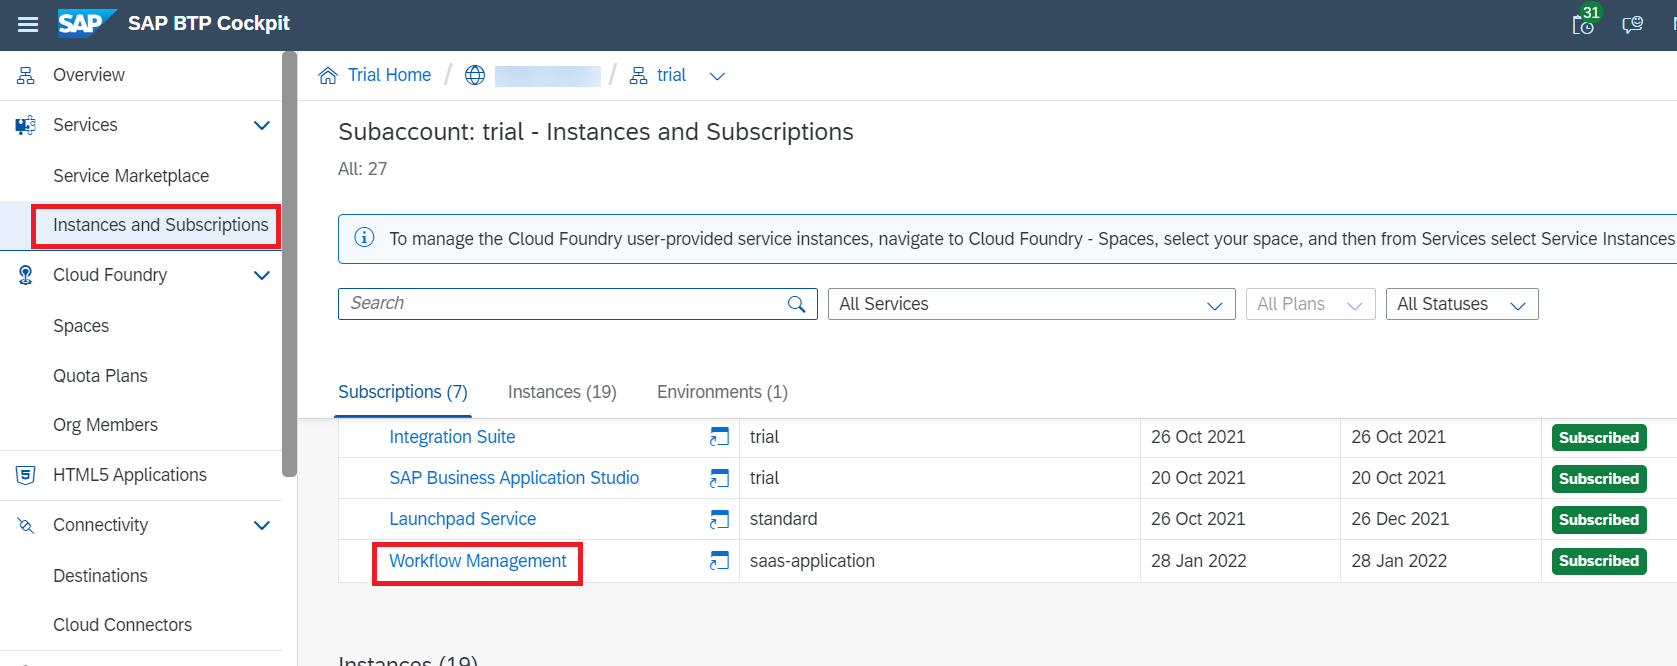 SAP SAP BTP Cockpit
31
Overview
Services
Service Marketplace
Instances and Subscriptions
Cloud Foundry
Spaces
Quota Plans
Org Members
HTML5 Applications
Connectivity
Destinations
Cloud Connectors
Trial Home / / trial
Subaccount: trial - Instances and Subscriptions
All: 27
To manage the Cloud Foundry user-provided service instances, navigate to Cloud Foundry - Spaces, select your space, and then from Services select Service Instances
Search All Services All Plans All Statuses
Subscriptions (7) Instances (19) Environments (1)
Integration Suite trial 26 Oct 2021 26 Oct 2021 Subscribed
SAP Business Application Studio trial 20 Oct 2021 20 Oct 2021 Subscribed
Launchpad Service standard 26 Oct 2021 26 Dec 2021 Subscribed
Workflow Management saas-application 28 Jan 2022 28 Jan 2022 Subscribed
Instances (19)